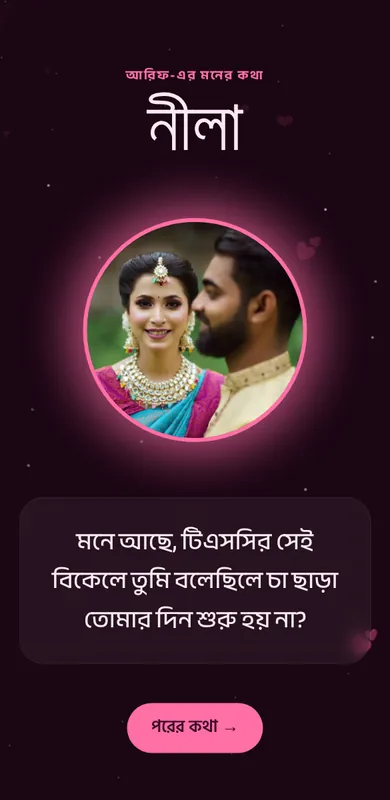 আরিফ-এর মনের কথা
নীলা
মনে আছে, টিএসসির সেই
বিকেলে তুমি বলেছিলে চা ছাড়া
তোমার দিন শুরু হয় না?
পরের কথা →